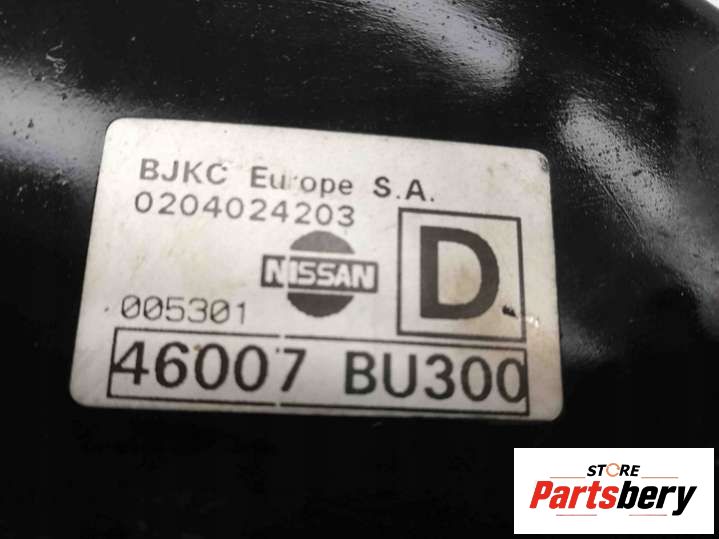 BJKC Europe S.A.
0204024203
NISSAN
D
005301
46007 BU300
STORE
Partsbery